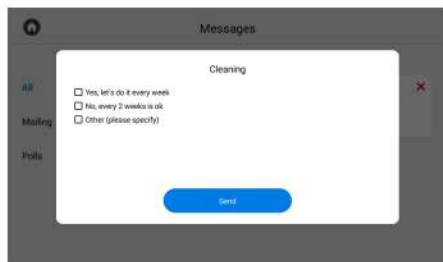 Messages
Cleaning
All
Yes, let's do it every week
No, every 2 weeks is ok
Mailing
Other (please specify)
Polls
Send